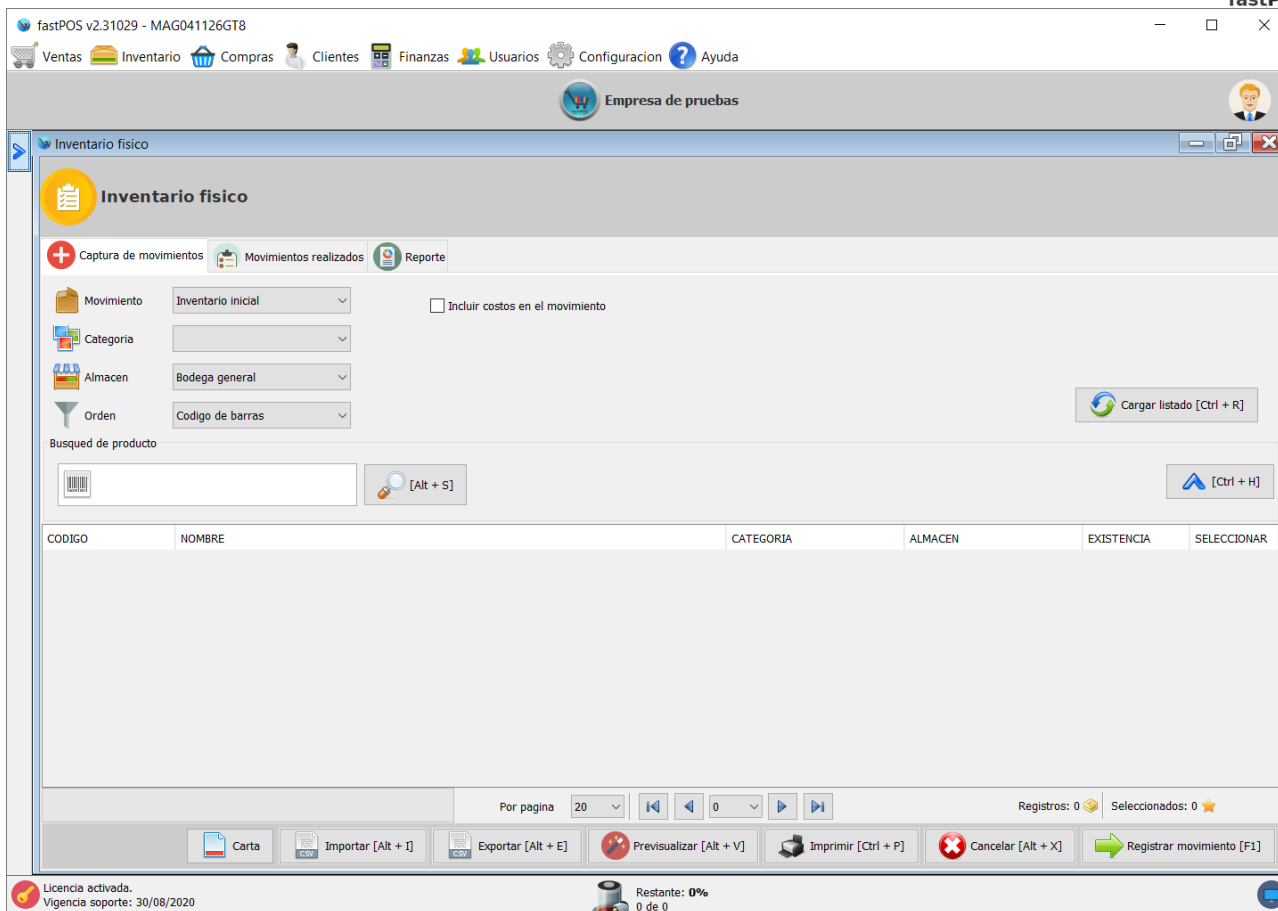 fastP
fastPOS v2.31029 - MAG041126GT8
Ventas Inventario Compras Clientes Finanzas Usuarios Configuracion Ayuda
Empresa de pruebas
Inventario fisico
Inventario fisico
Captura de movimientos Movimientos realizados Reporte
Movimiento Inventario inicial Incluir costos en el movimiento
Categoria
Almacen Bodega general
Orden Codigo de barras Cargar listado [Ctrl + R]
Busqued de producto
[Alt + S] [Ctrl + H]
CODIGO NOMBRE CATEGORIA ALMACEN EXISTENCIA SELECCIONAR
Por pagina 20 0 Registros: 0 Seleccionados: 0
Carta CSV Importar [Alt + I] CSV Exportar [Alt + E] Previsualizar [Alt + V] Imprimir [Ctrl + P] Cancelar [Alt + X] Registrar movimiento [F1]
Licencia activada. Restante: 0%
Vigencia soporte: 30/08/2020 0 de 0